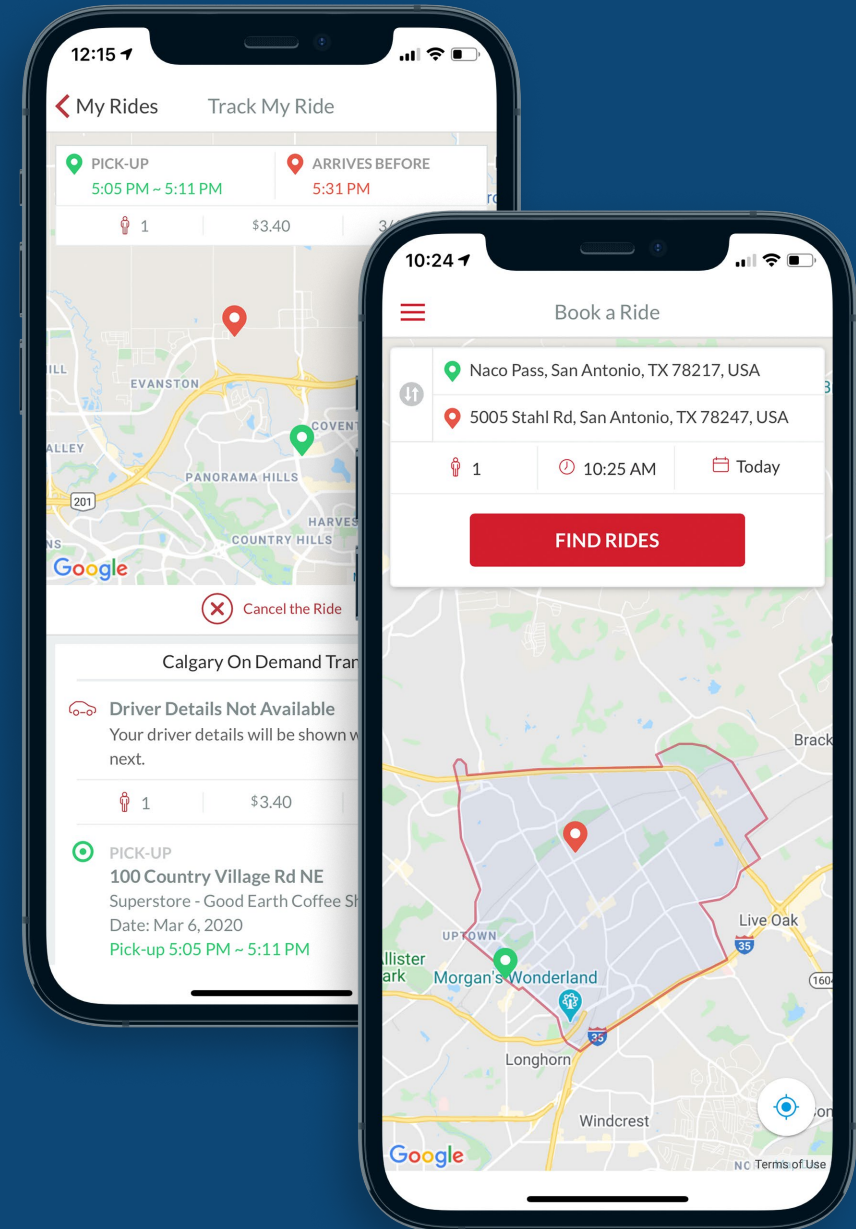 12:15
My Rides
Track My Ride
PICK-UP
5:05 PM ~ 5:11 PM
ARRIVES BEFORE
5:31 PM
1
$3.40
EVANSTON
PANORAMA HILLS
201
COUNTRY HILLS
Google
Cancel the Ride
Calgary On Demand
Driver Details Not Available
Your driver details will be shown
next.
1
$3.40
PICK-UP
100 Country Village Rd NE
Superstore - Good Earth Coffee
Date: Mar 6, 2020
Pick-up 5:05 PM ~ 5:11 PM
10:24
Book a Ride
Naco Pass, San Antonio, TX 78217, USA
5005 Stahl Rd, San Antonio, TX 78247, USA
1
10:25 AM
Today
FIND RIDES
Brack
Live Oak
35
UPTOWN
Morgan's Wonderland
1604
35
Longhorn
Windcrest
Google
Terms of Use